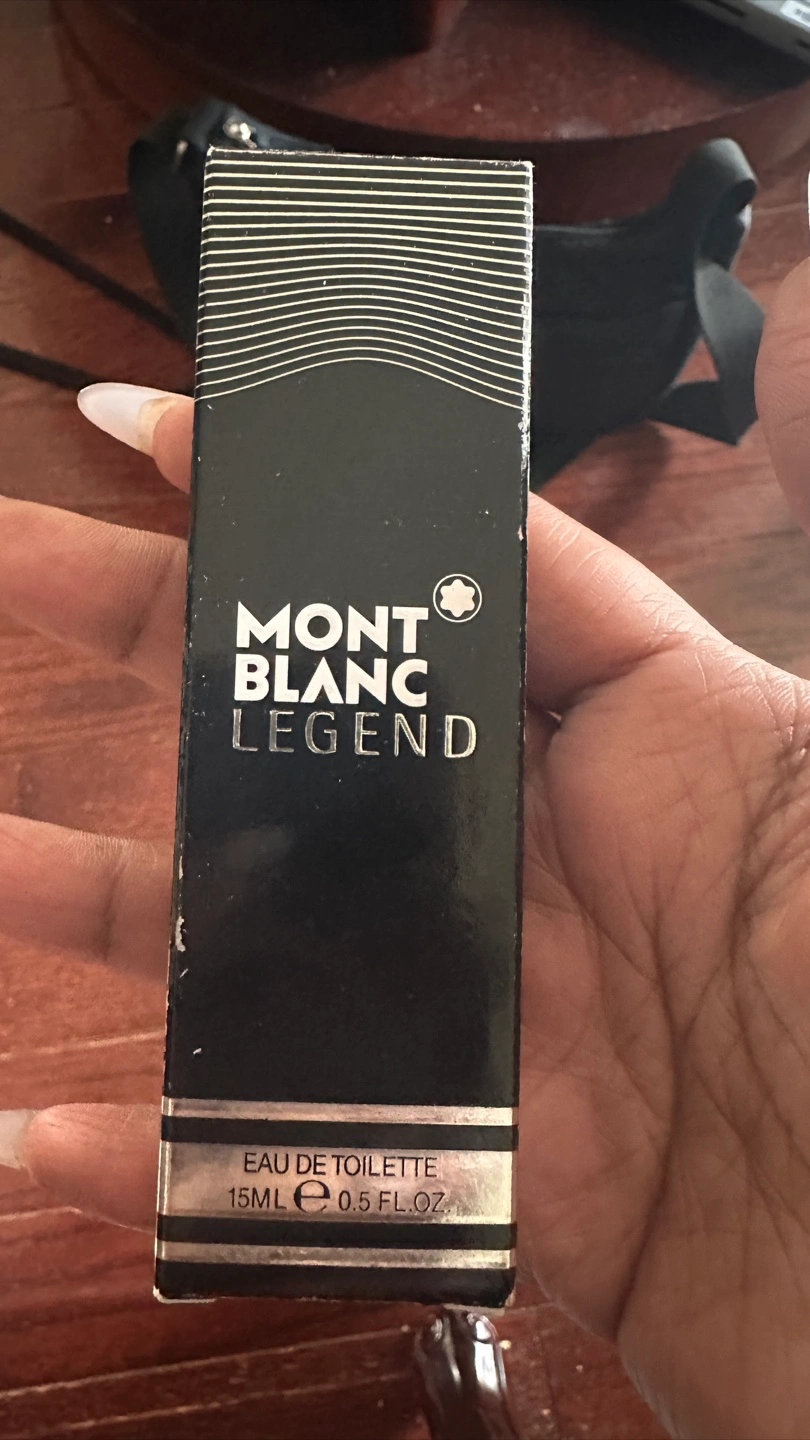 MONT
BLANC
LEGEND
EAU DE TOILETTE
15ML e 0.5 FL.OZ.